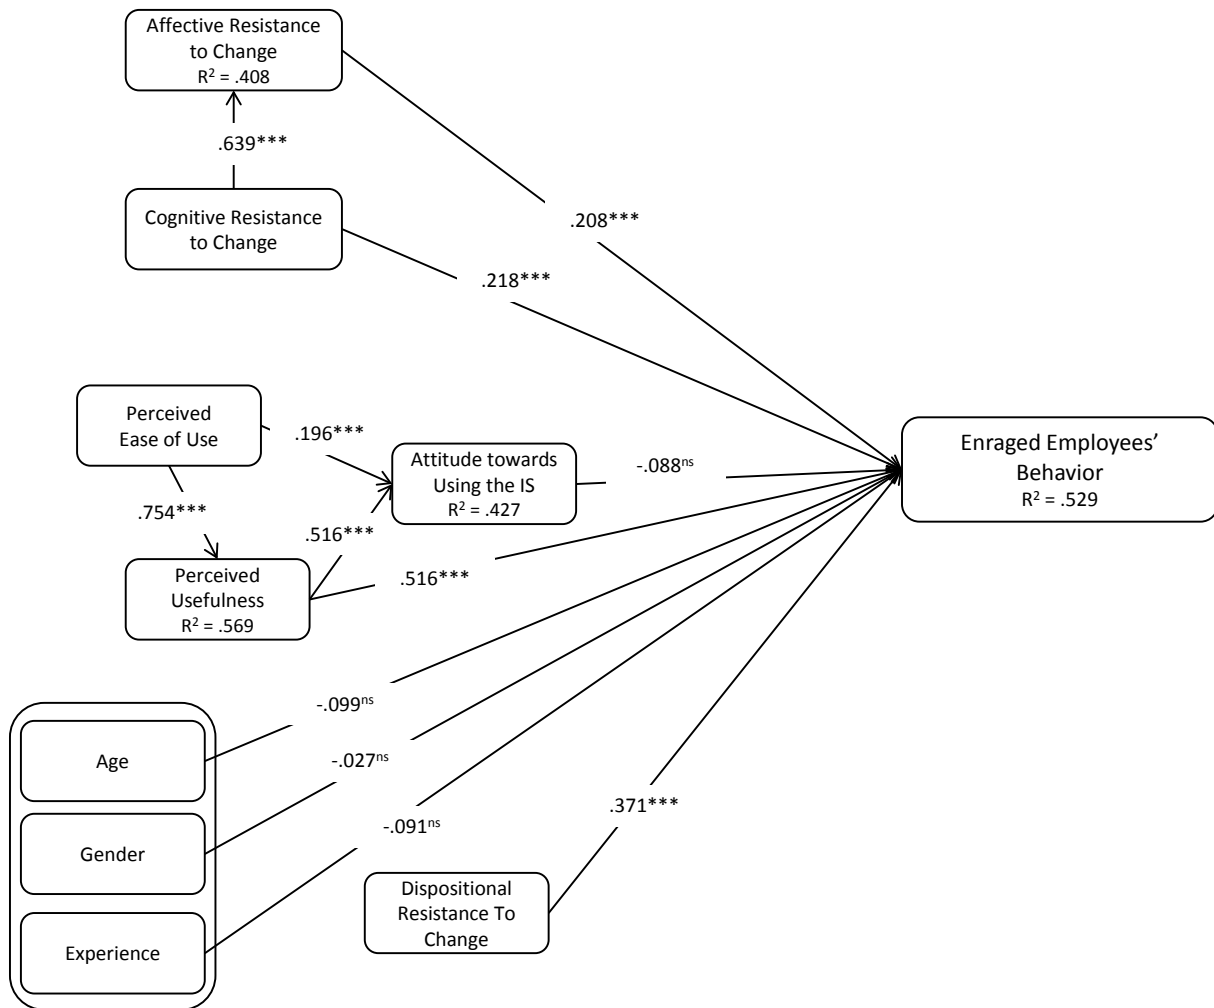 Affective Resistance
to Change
R² = .408
.639***
Cognitive Resistance
to Change
.208***
.218***
Perceived
Ease of Use
.196***
Attitude towards
Using the IS
R² = .427
-.088ⁿˢ
Enraged Employees’
Behavior
R² = .529
.754***
.516***
Perceived
Usefulness
R² = .569
.516***
-.099ⁿˢ
Age
-.027ⁿˢ
Gender
-.091ⁿˢ
.371***
Experience
Dispositional
Resistance To
Change